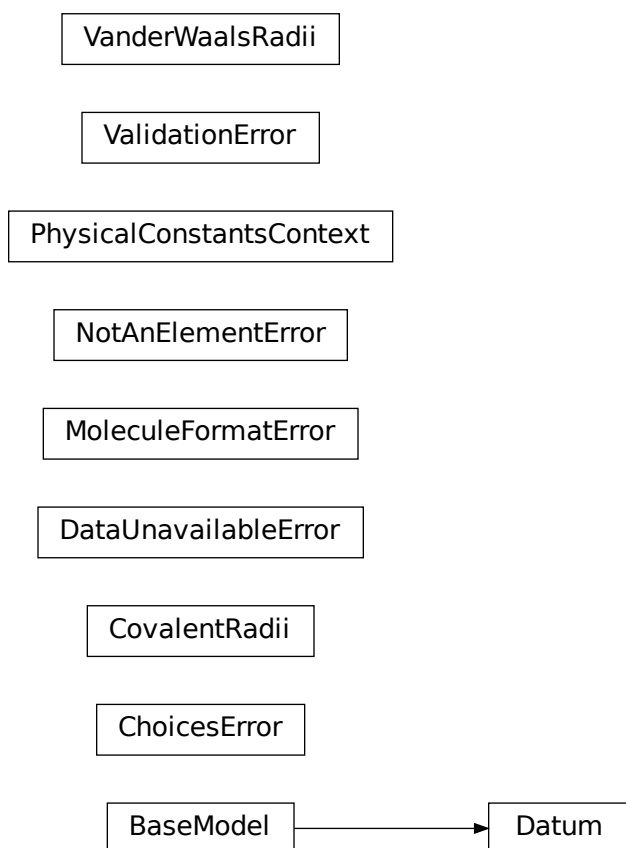 VanderWaalsRadii
ValidationError
PhysicalConstantsContext
NotAnElementError
MoleculeFormatError
DataUnavailableError
CovalentRadii
ChoicesError
BaseModel
Datum